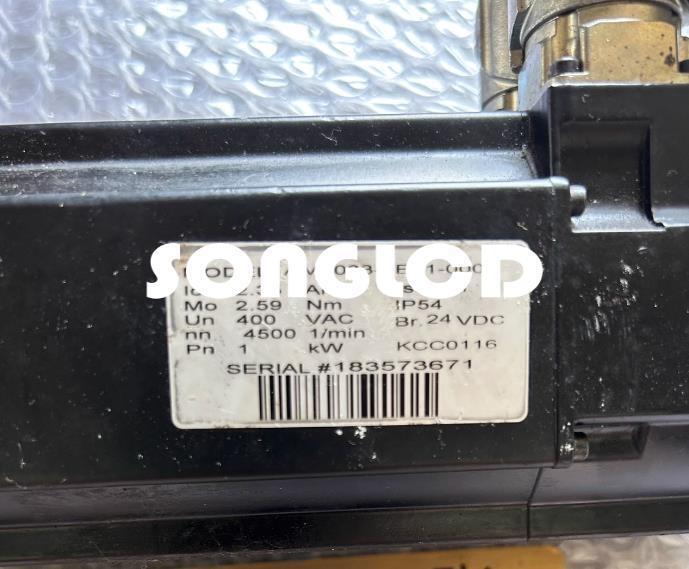 SONGLCD
Mo 2.59 Nm IP54
Un 400 VAC Br. 24 VDC
nn 4500 1/min
Pn 1 kW KCC0116
SERIAL #183573671